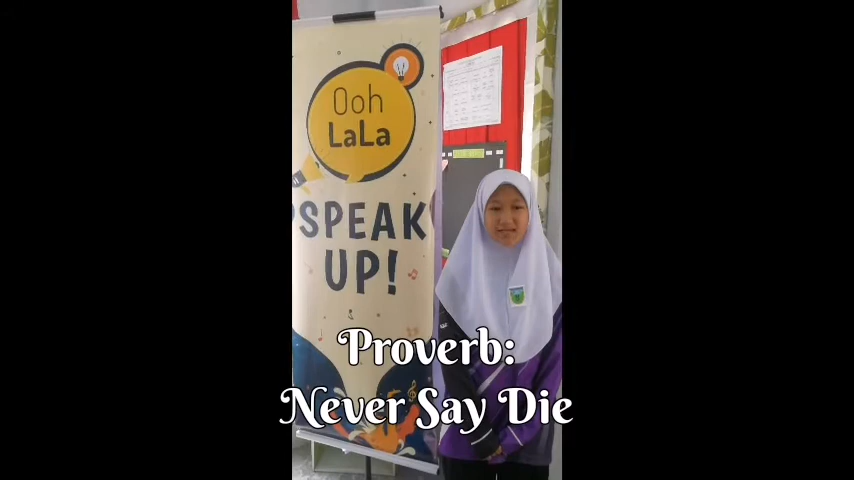 Ooh
LaLa
SPEAK
UP!
Proverb:
Never Say Die